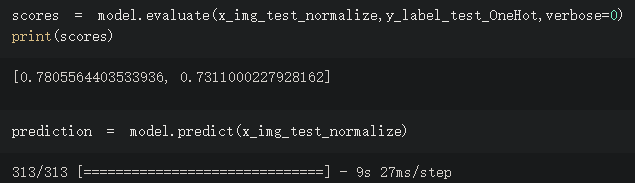 scores = model.evaluate(x_img_test_normalize,y_label_test_OneHot,verbose=0)
print(scores)
[0.7805564403533936, 0.7311000227928162]
prediction = model.predict(x_img_test_normalize)
313/313 [==============================] - 9s 27ms/step